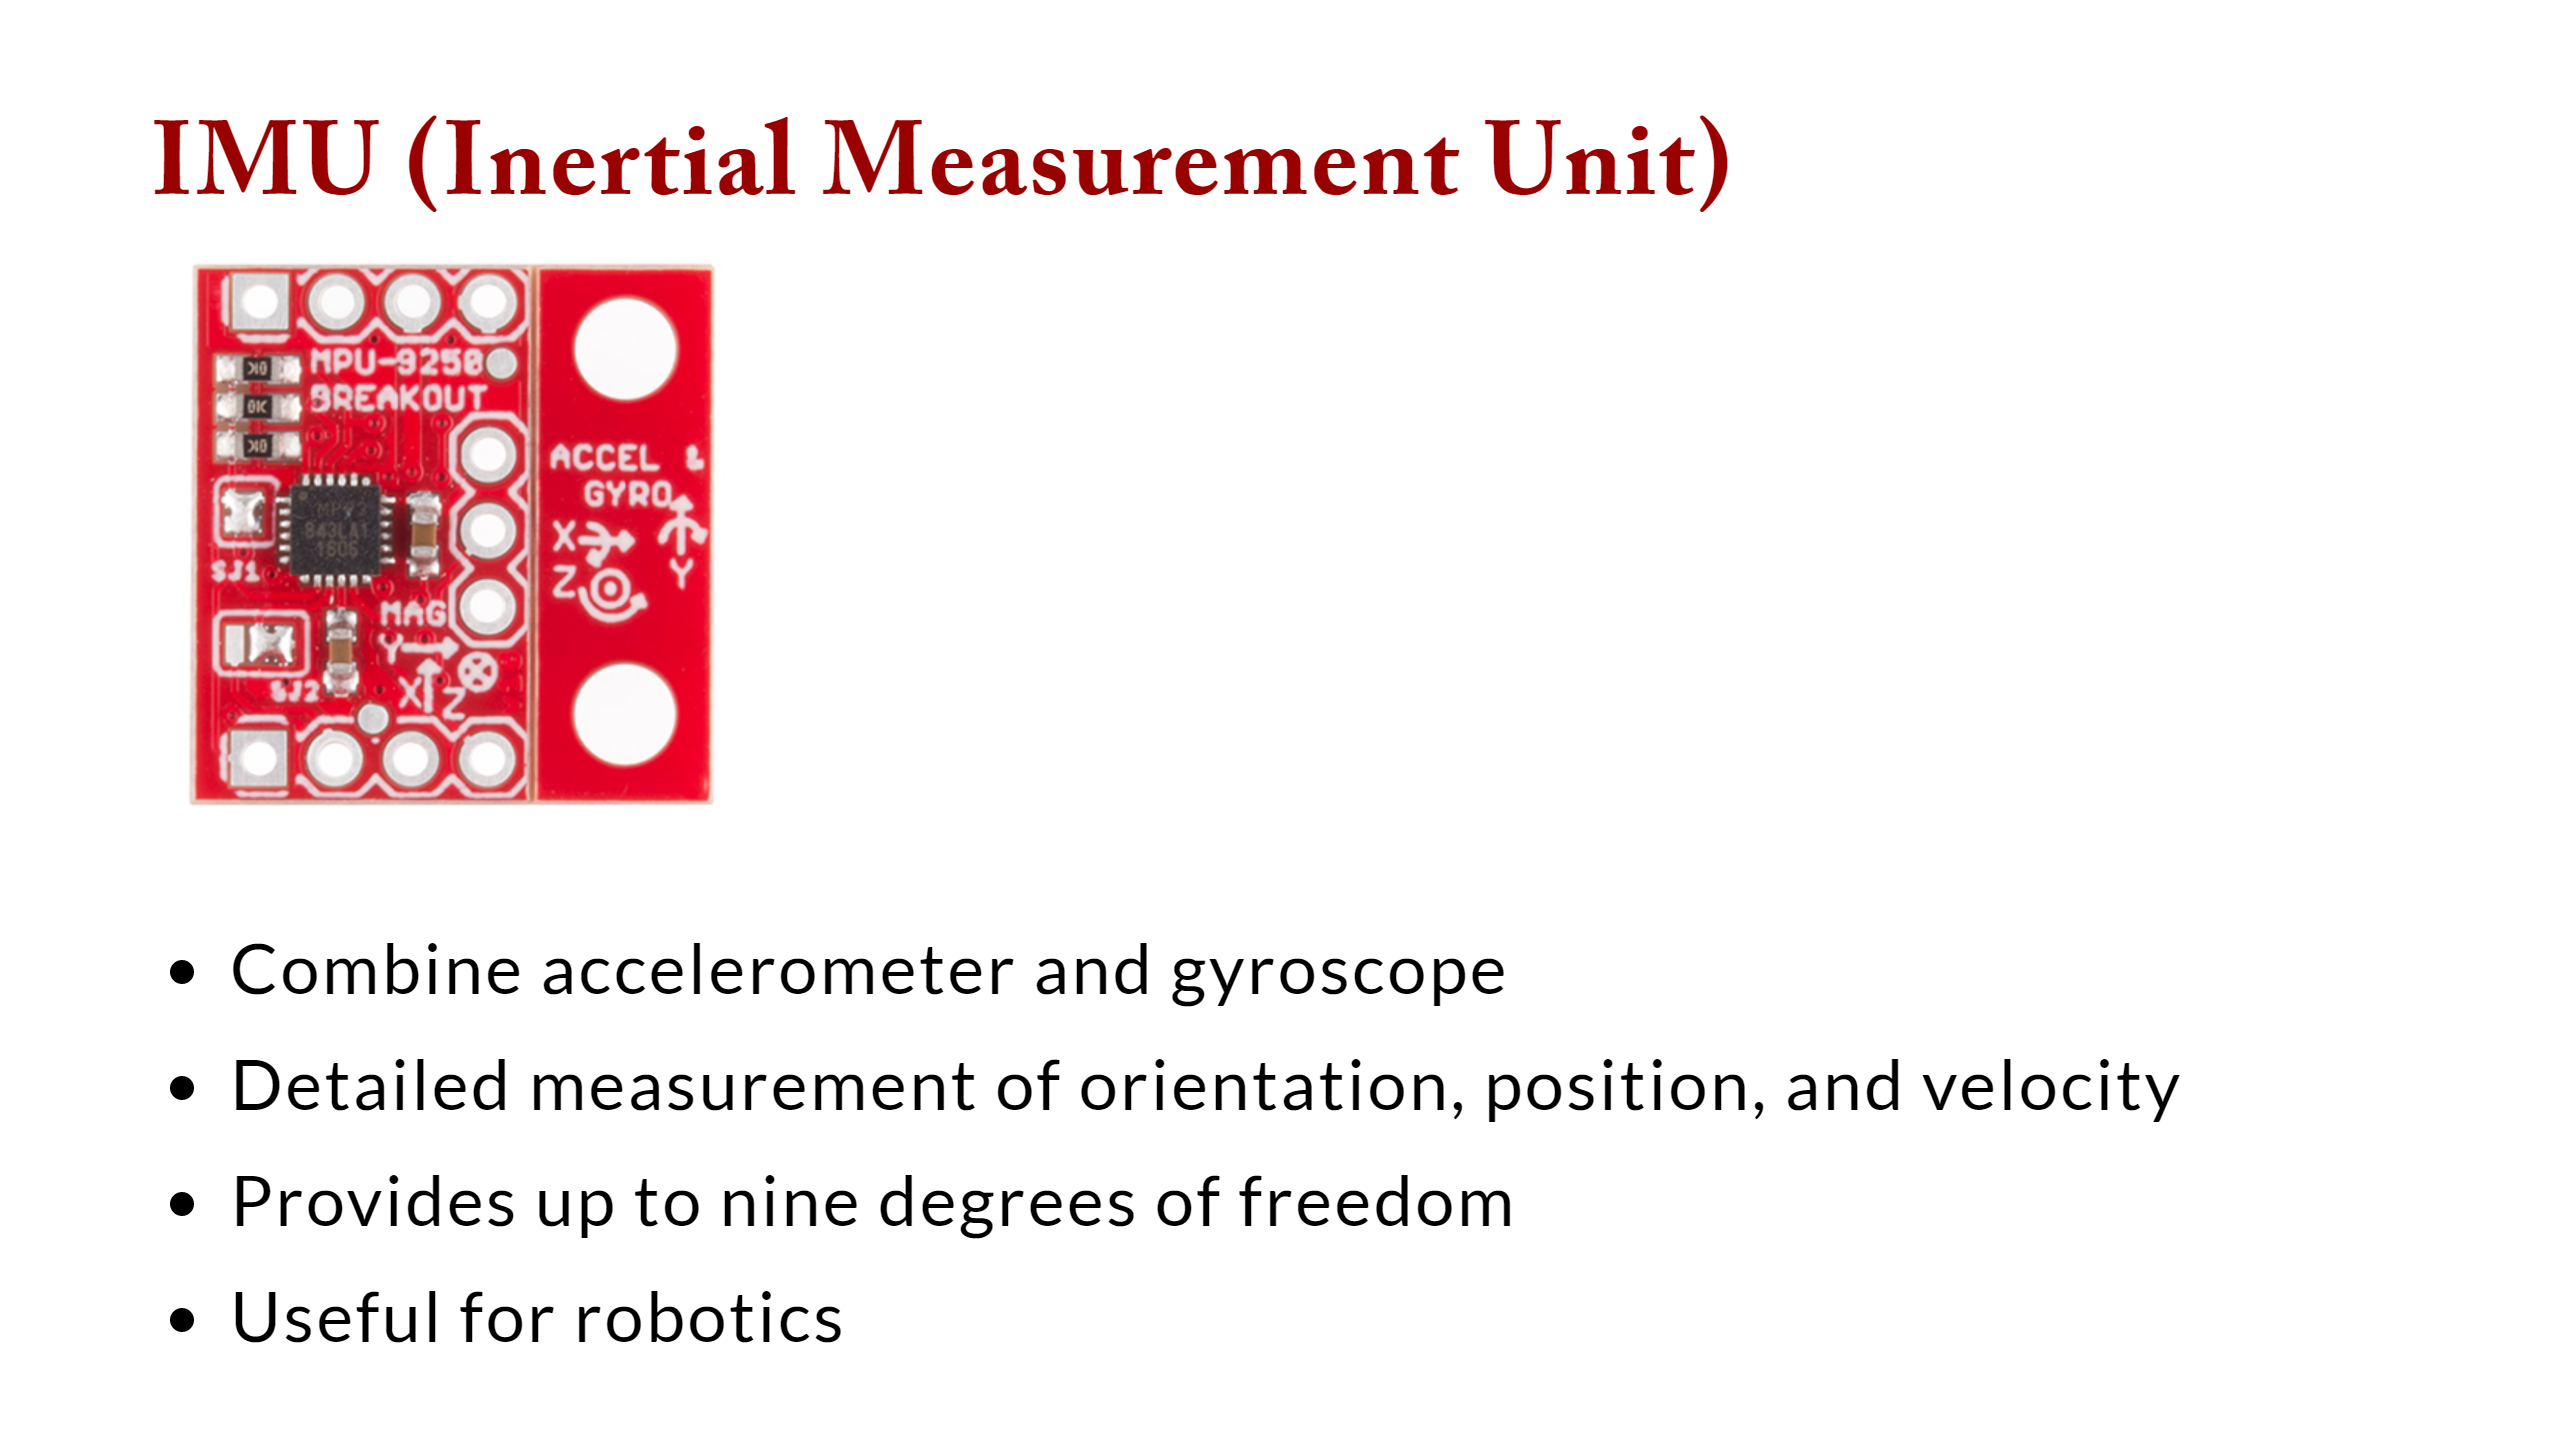 IMU (Inertial Measurement Unit)
MPU-9250
BREAKOUT
ACCEL &
GYRO
X
Y
Z
SJ1
MAG
Y
X Z
SJ2
• Combine accelerometer and gyroscope
• Detailed measurement of orientation, position, and velocity
• Provides up to nine degrees of freedom
• Useful for robotics